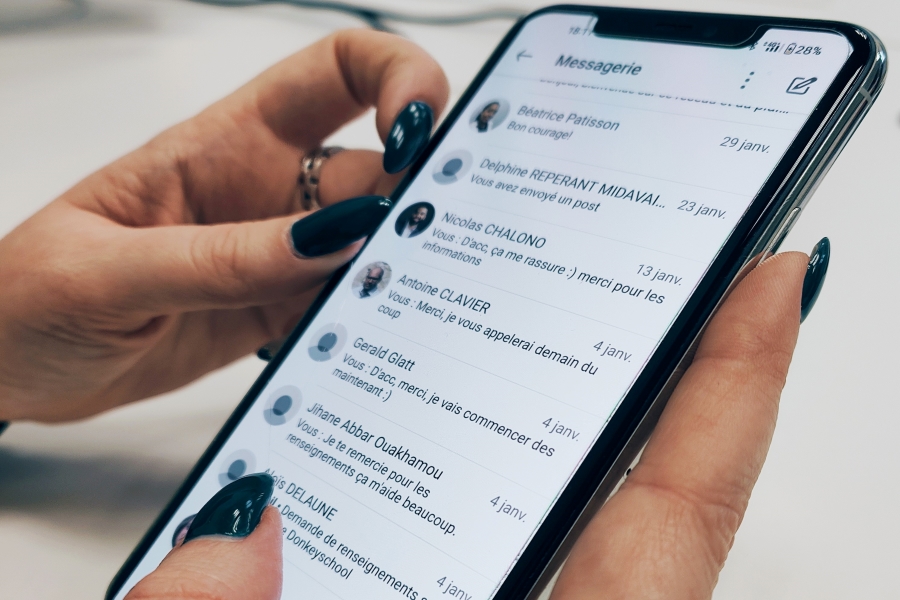 28%
Messagerie
Béatrice Patisson
Bon courage!
29 janv.
Delphine REPERANT MIDAVAI...
Vous avez envoyé un post
23 janv.
Nicolas CHALONO
Vous : D'acc, ça me rassure :) merci pour les
informations
13 janv.
Antoine CLAVIER
Vous : Merci, je vous appelerai demain du
coup
4 janv.
Gerald Glatt
Vous : D'acc, merci, je vais commencer des
maintenant :)
4 janv.
Jihane Abbar Ouakhamou
Vous : Je te remercie pour les
renseignements ça m'aide beaucoup.
4 janv.
DELAUNE
Demande de renseignements
Donkeyschool
4 janv.